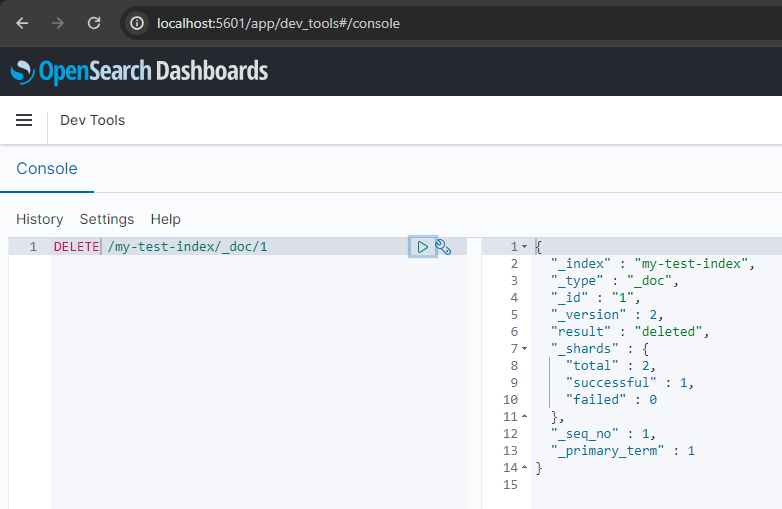 localhost:5601/app/dev_tools#/console
OpenSearch Dashboards
Dev Tools
Console
History Settings Help
1 DELETE /my-test-index/_doc/1
1 {
2 "_index" : "my-test-index",
3 "_type" : "_doc",
4 "_id" : "1",
5 "_version" : 2,
6 "result" : "deleted",
7 "_shards" : {
8 "total" : 2,
9 "successful" : 1,
10 "failed" : 0
11 },
12 "_seq_no" : 1,
13 "_primary_term" : 1
14 }
15